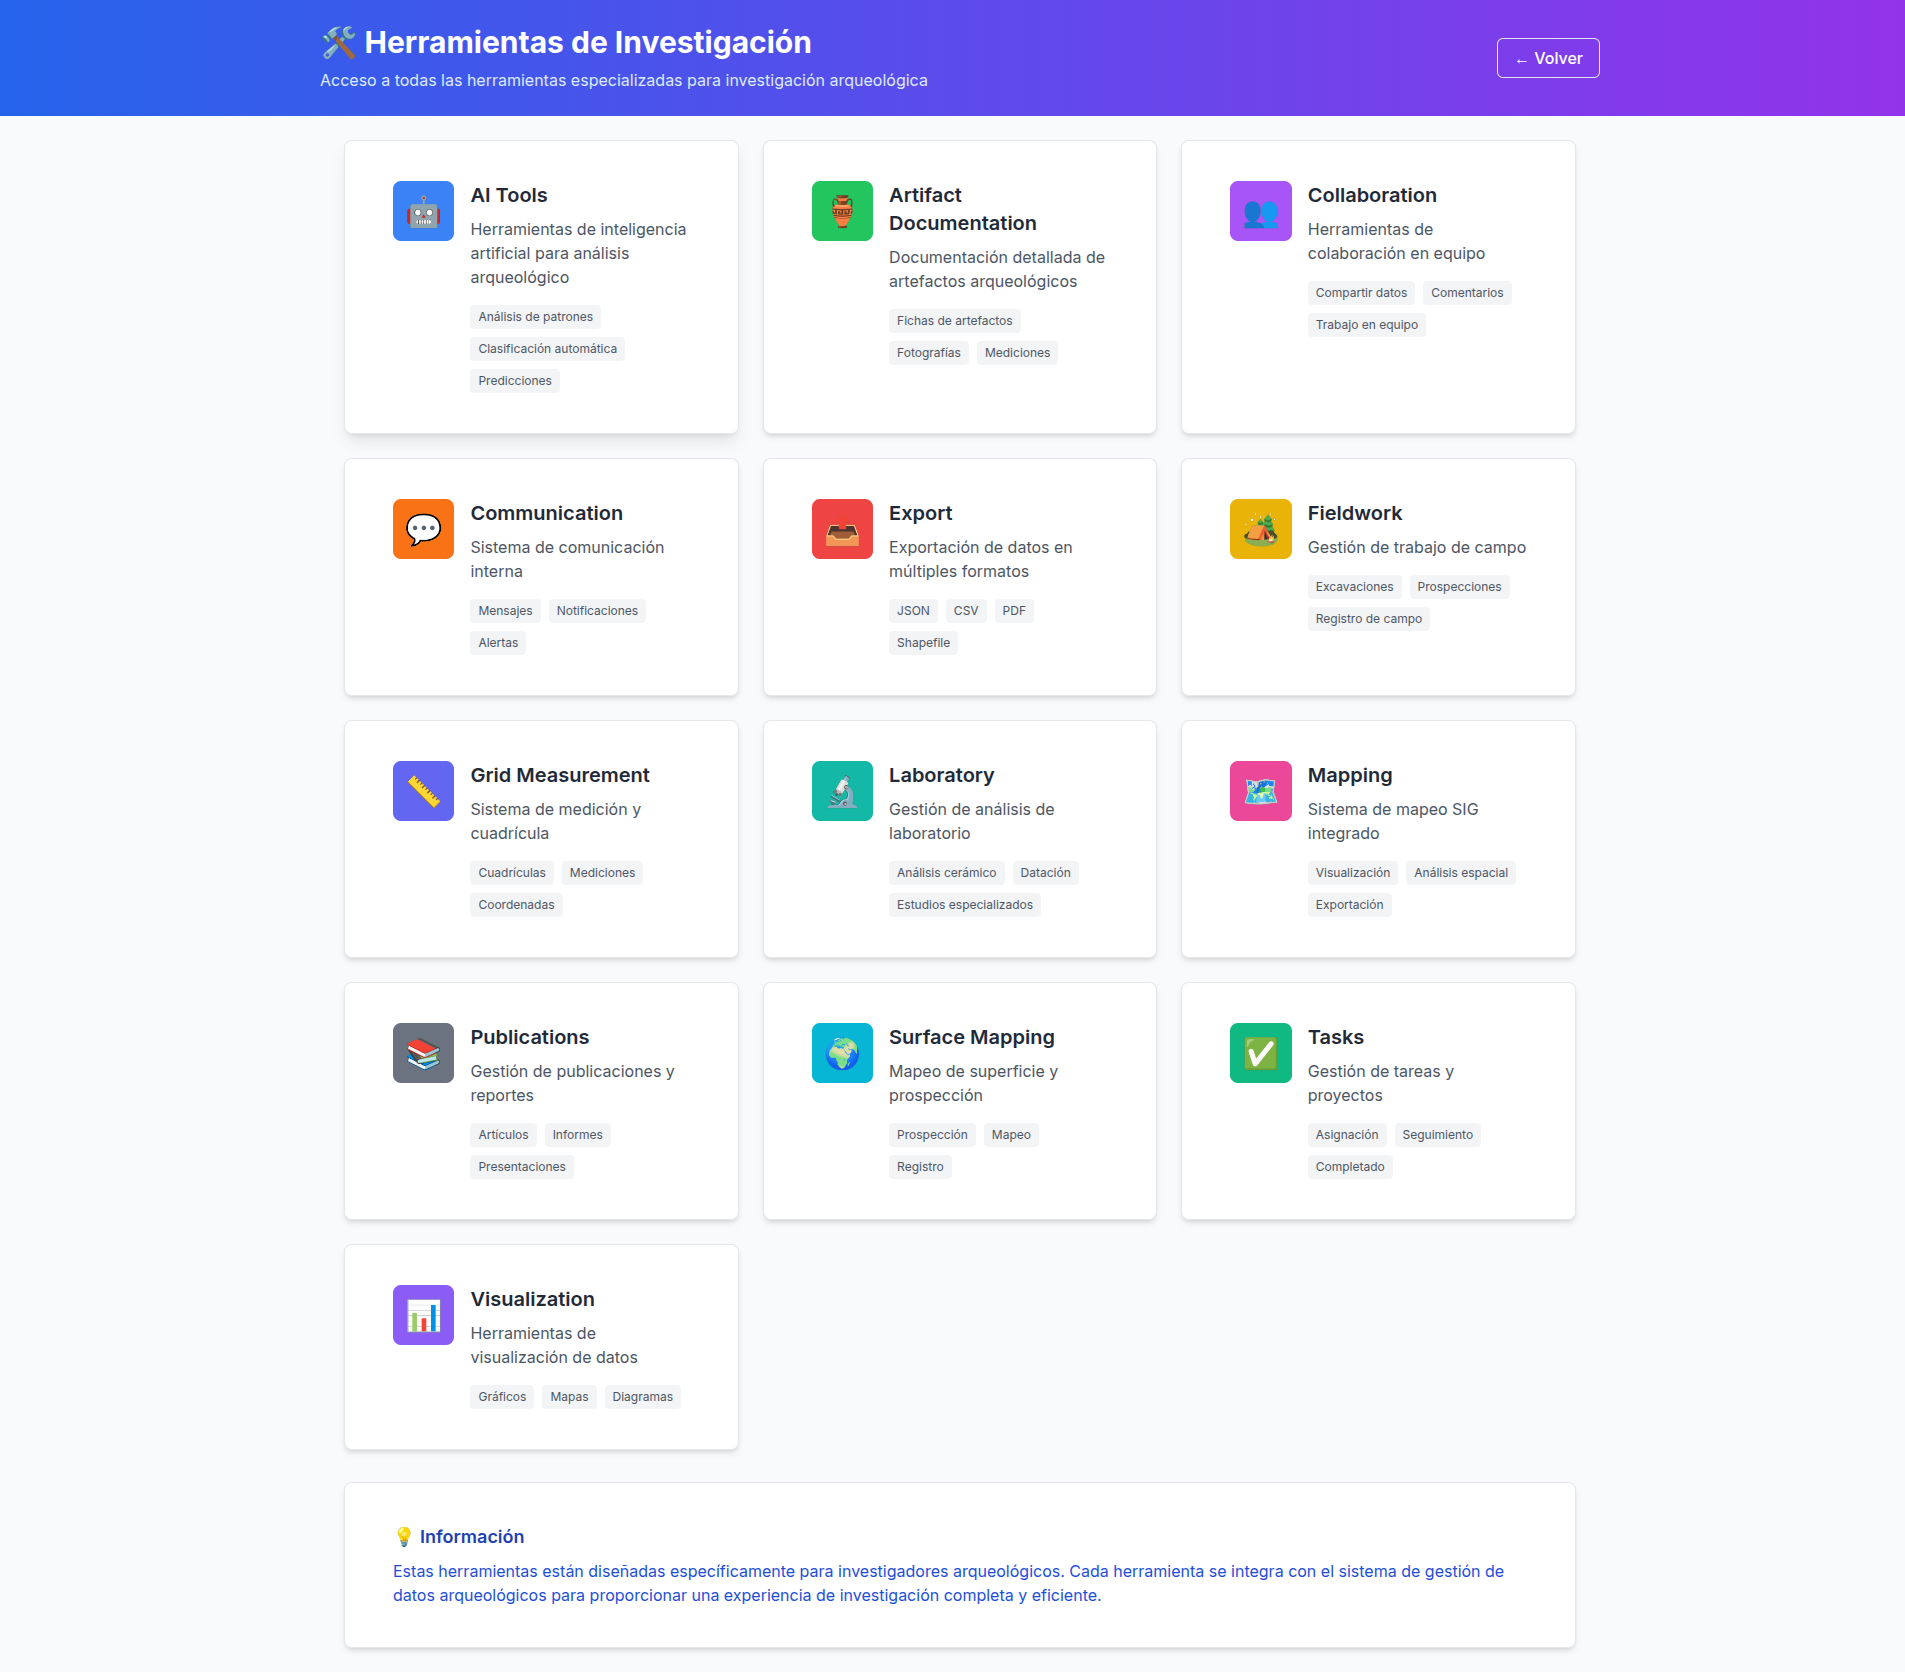 🛠️ Herramientas de Investigación
Acceso a todas las herramientas especializadas para investigación arqueológica
← Volver
AI Tools
Herramientas de inteligencia
artificial para análisis
arqueológico
Análisis de patrones
Clasificación automática
Predicciones
Artifact
Documentation
Documentación detallada de
artefactos arqueológicos
Fichas de artefactos
Fotografías Mediciones
Collaboration
Herramientas de
colaboración en equipo
Compartir datos Comentarios
Trabajo en equipo
Communication
Sistema de comunicación
interna
Mensajes Notificaciones
Alertas
Export
Exportación de datos en
múltiples formatos
JSON CSV PDF
Shapefile
Fieldwork
Gestión de trabajo de campo
Excavaciones Prospecciones
Registro de campo
Grid Measurement
Sistema de medición y
cuadrícula
Cuadrículas Mediciones
Coordenadas
Laboratory
Gestión de análisis de
laboratorio
Análisis cerámico Datación
Estudios especializados
Mapping
Sistema de mapeo SIG
integrado
Visualización Análisis espacial
Exportación
Publications
Gestión de publicaciones y
reportes
Artículos Informes
Presentaciones
Surface Mapping
Mapeo de superficie y
prospección
Prospección Mapeo
Registro
Tasks
Gestión de tareas y
proyectos
Asignación Seguimiento
Completado
Visualization
Herramientas de
visualización de datos
Gráficos Mapas Diagramas
💡 Información
Estas herramientas están diseñadas específicamente para investigadores arqueológicos. Cada herramienta se integra con el sistema de gestión de
datos arqueológicos para proporcionar una experiencia de investigación completa y eficiente.